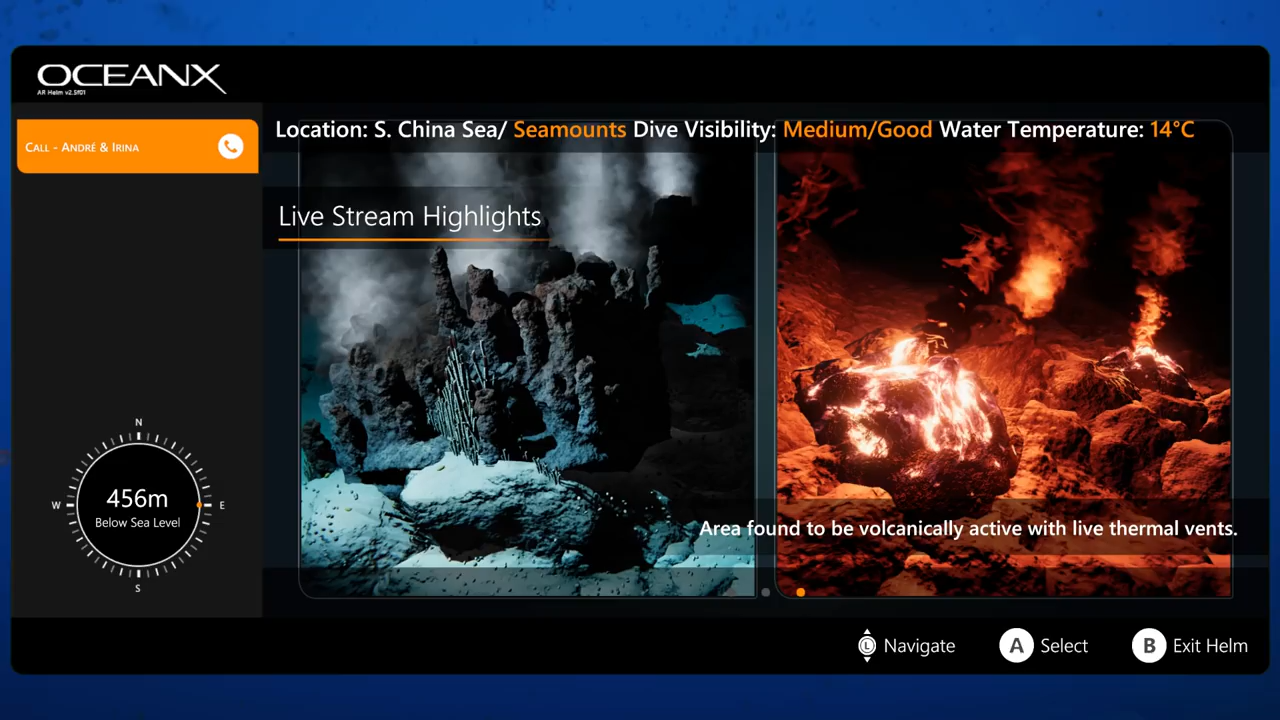 OCEANX
AR Helm v2.5f01
CALL - ANDRÉ & IRINA
Location: S. China Sea/ Seamounts Dive Visibility: Medium/Good Water Temperature: 14°C
Live Stream Highlights
N
W
E
S
456m
Below Sea Level
Area found to be volcanically active with live thermal vents.
L Navigate
A Select
B Exit Helm